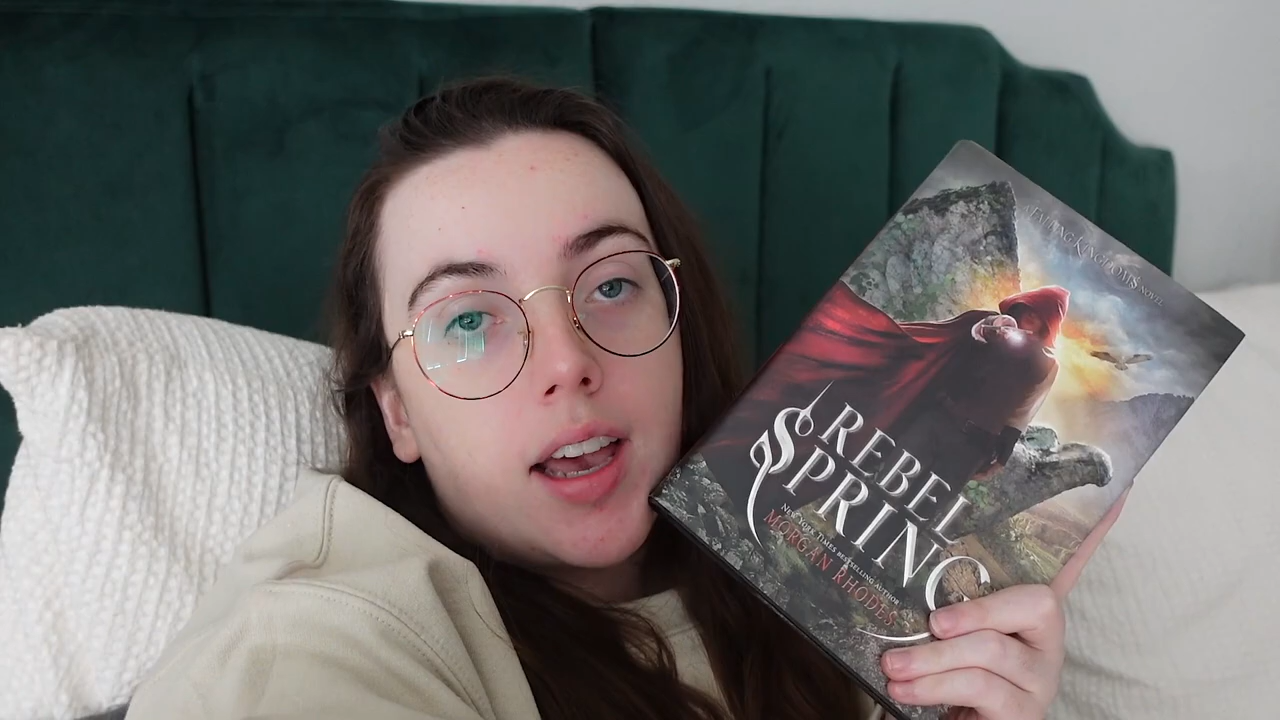 A FALLING KINGDOMS NOVEL
REBEL
SPRING
NEW YORK TIMES BESTSELLING AUTHOR
MORGAN RHODES